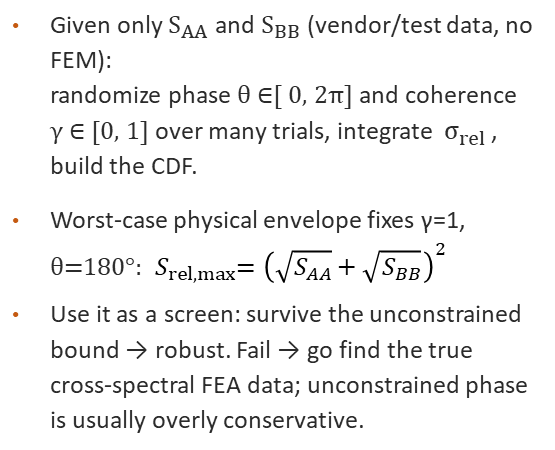 • Given only S_AA and S_BB (vendor/test data, no
FEM):
randomize phase θ ∈[ 0, 2π] and coherence
γ ∈ [0, 1] over many trials, integrate σ_rel ,
build the CDF.
• Worst-case physical envelope fixes γ=1,
θ=180°: S_rel,max= (√S_AA + √S_BB)²
• Use it as a screen: survive the unconstrained
bound → robust. Fail → go find the true
cross-spectral FEA data; unconstrained phase
is usually overly conservative.